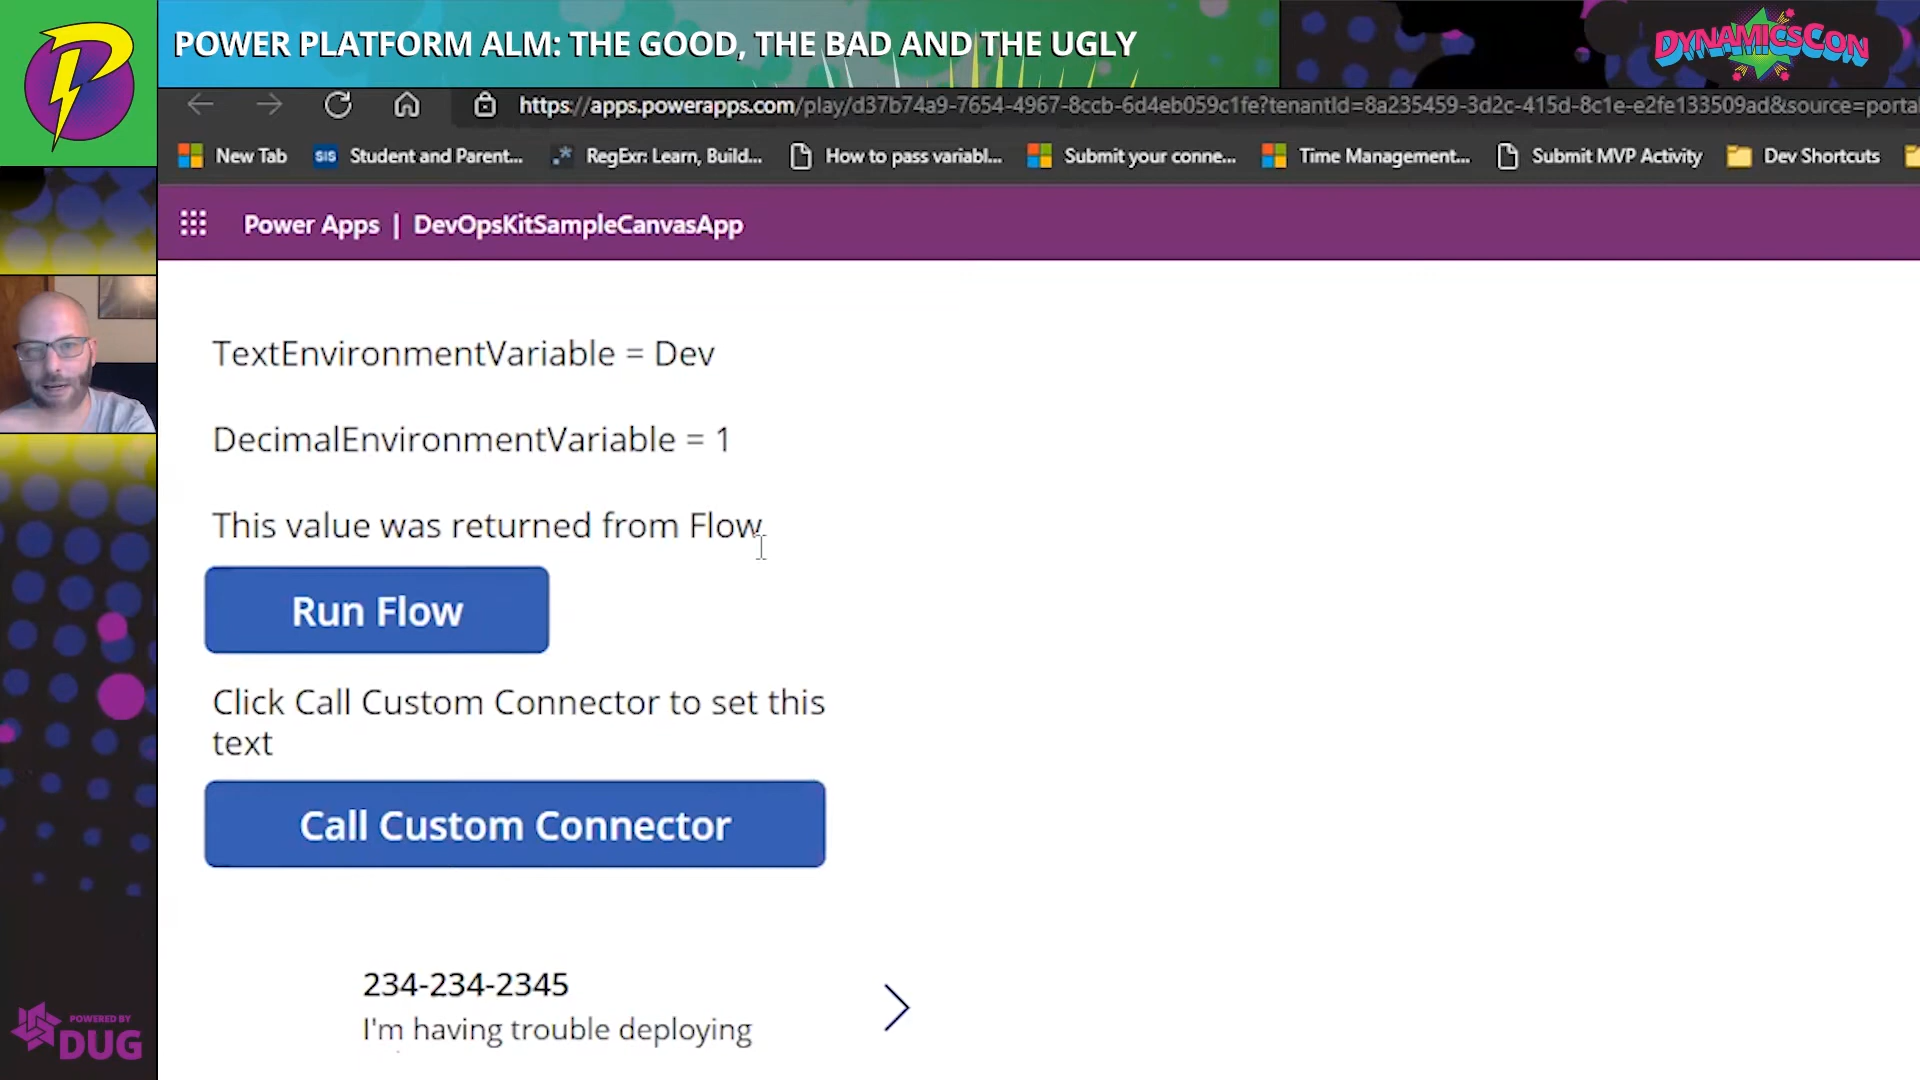 POWER PLATFORM ALM: THE GOOD, THE BAD AND THE UGLY
DYNAMICSCON
https://apps.powerapps.com/play/d37b74a9-7654-4967-8ccb-6d4eb059c1fe?tenantId=8a235459-3d2c-415d-8c1e-e2fe133509ad&source=porta
New Tab
SIS Student and Parent...
.* RegExr: Learn, Build...
How to pass variabl...
Submit your conne...
Time Management...
Submit MVP Activity
Dev Shortcuts
Power Apps | DevOpsKitSampleCanvasApp
TextEnvironmentVariable = Dev
DecimalEnvironmentVariable = 1
This value was returned from Flow
Run Flow
Click Call Custom Connector to set this
text
Call Custom Connector
234-234-2345
I'm having trouble deploying
POWERED BY
DUG